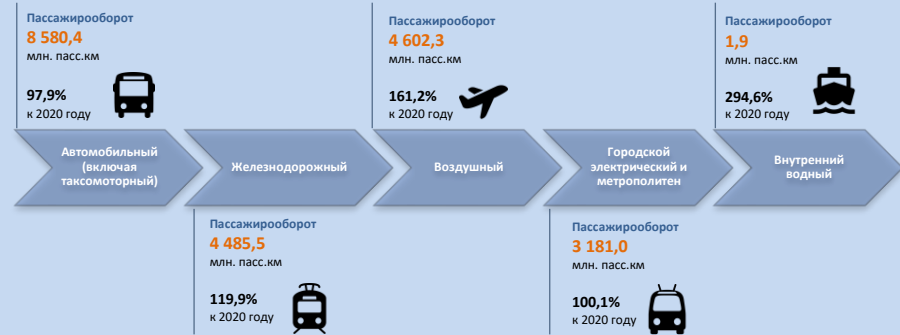 Пассажирооборот
8 580,4
млн. пасс.км
97,9%
к 2020 году
Пассажирооборот
4 602,3
млн. пасс.км
161,2%
к 2020 году
Пассажирооборот
1,9
млн. пасс.км
294,6%
к 2020 году
Автомобильный
(включая
таксомоторный)
Железнодорожный
Воздушный
Городской
электрический и
метрополитен
Внутренний
водный
Пассажирооборот
4 485,5
млн. пасс.км
119,9%
к 2020 году
Пассажирооборот
3 181,0
млн. пасс.км
100,1%
к 2020 году